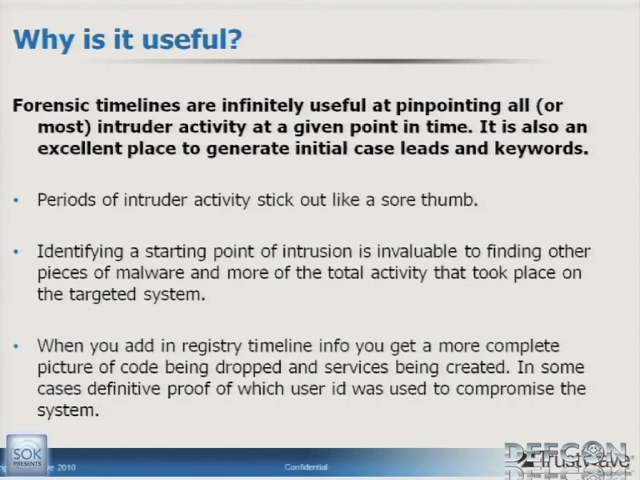 Why is it useful?
Forensic timelines are infinitely useful at pinpointing all (or
most) intruder activity at a given point in time. It is also an
excellent place to generate initial case leads and keywords.
• Periods of intruder activity stick out like a sore thumb.
• Identifying a starting point of intrusion is invaluable to finding other
pieces of malware and more of the total activity that took place on
the targeted system.
• When you add in registry timeline info you get a more complete
picture of code being dropped and services being created. In some
cases definitive proof of which user id was used to compromise the
system.
SOK
PRESENTS
2010
Confidential
DEFCON
Trustwave